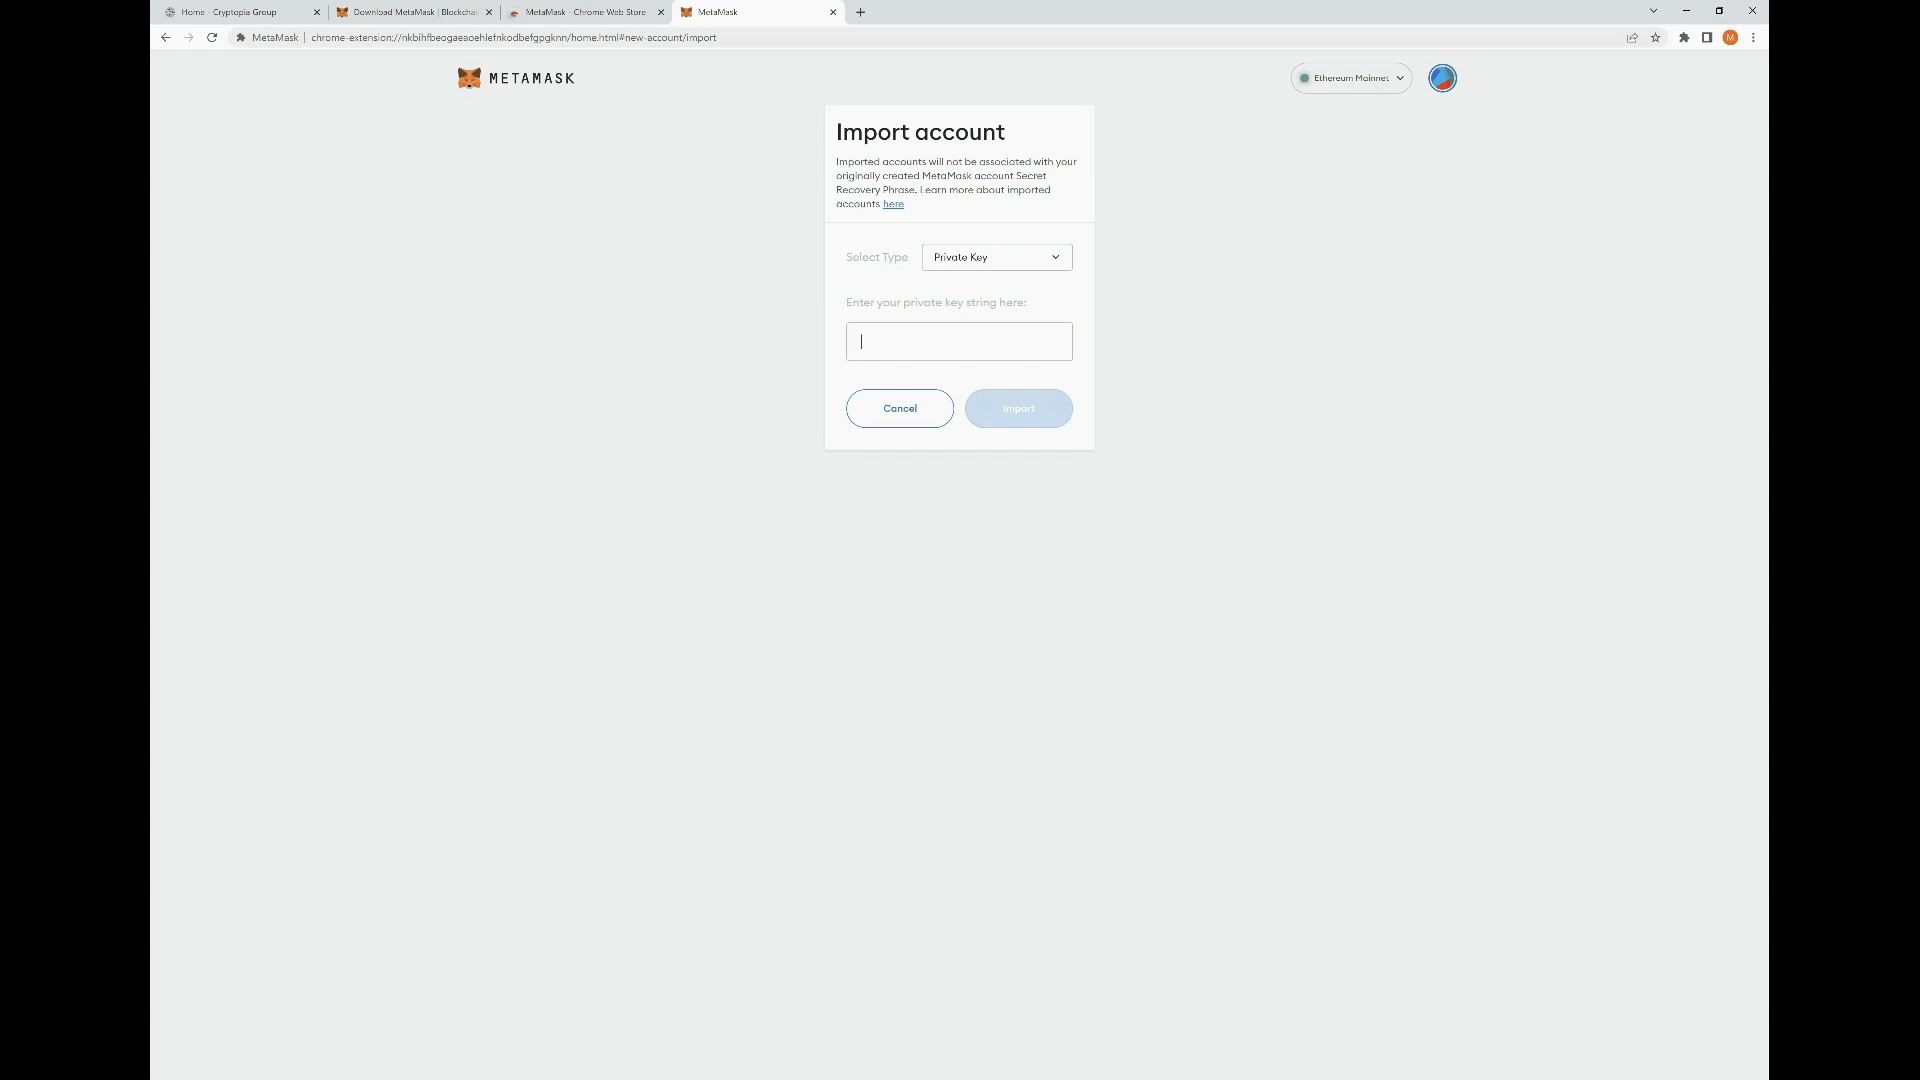 Home - Cryptopia Group
Download MetaMask | Blockchai
MetaMask - Chrome Web Store
MetaMask
MetaMask
chrome-extension://nkbihfbeogaeaoehlefnkodbefgpgknn/home.html#new-account/import
M
METAMASK
Ethereum Mainnet
Import account
Imported accounts will not be associated with your
originally created MetaMask account Secret
Recovery Phrase. Learn more about imported
accounts here
Select Type
Private Key
Enter your private key string here:
Cancel
Import